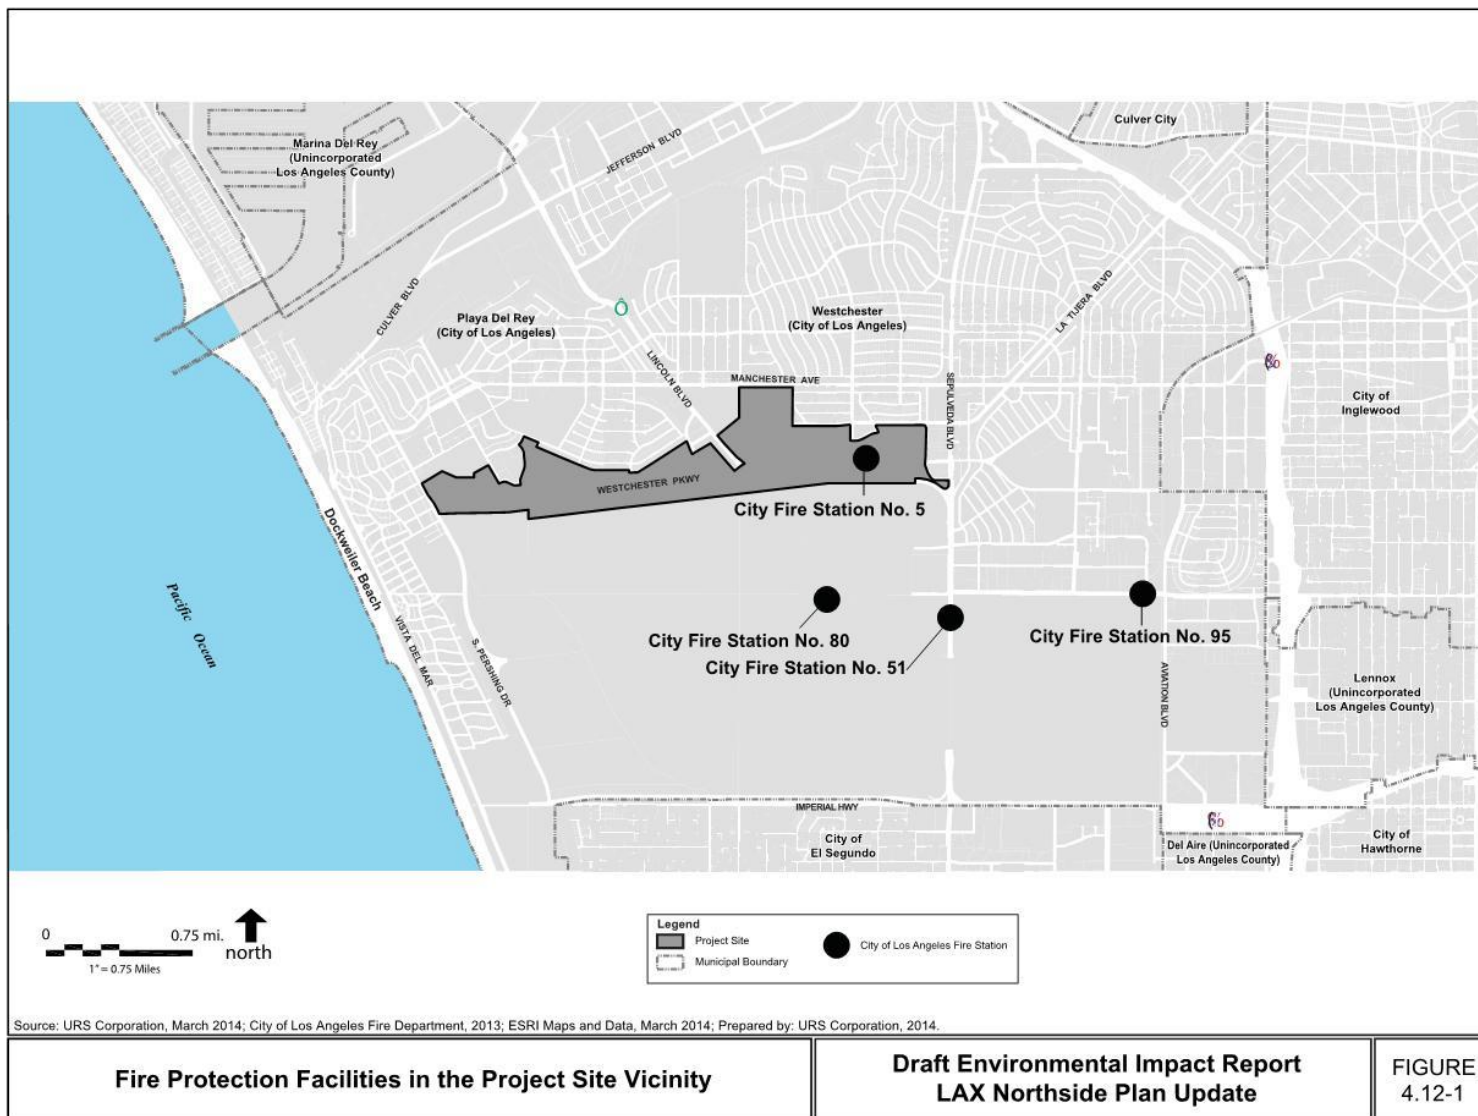 Culver City
Marina Del Rey
(Unincorporated
Los Angeles County)
JEFFERSON BLVD
CULVER BLVD
LA TIJERA BLVD
Playa Del Rey
(City of Los Angeles)
Westchester
(City of Los Angeles)
LINCOLN BLVD
MANCHESTER AVE
SEPULVEDA BLVD
City of
Inglewood
WESTCHESTER PKWY
City Fire Station No. 5
Dockweiler Beach
Pacific Ocean
VISTA DEL MAR
S. PERSHING DR
City Fire Station No. 80
City Fire Station No. 51
City Fire Station No. 95
AVIATION BLVD
Lennox
(Unincorporated
Los Angeles County)
IMPERIAL HWY
City of
El Segundo
Del Aire (Unincorporated
Los Angeles County)
City of
Hawthorne
0 0.75 mi.
1" = 0.75 Miles
north
Legend
Project Site
Municipal Boundary
City of Los Angeles Fire Station
Source: URS Corporation, March 2014; City of Los Angeles Fire Department, 2013; ESRI Maps and Data, March 2014; Prepared by: URS Corporation, 2014.
Fire Protection Facilities in the Project Site Vicinity
Draft Environmental Impact Report
LAX Northside Plan Update
FIGURE
4.12-1